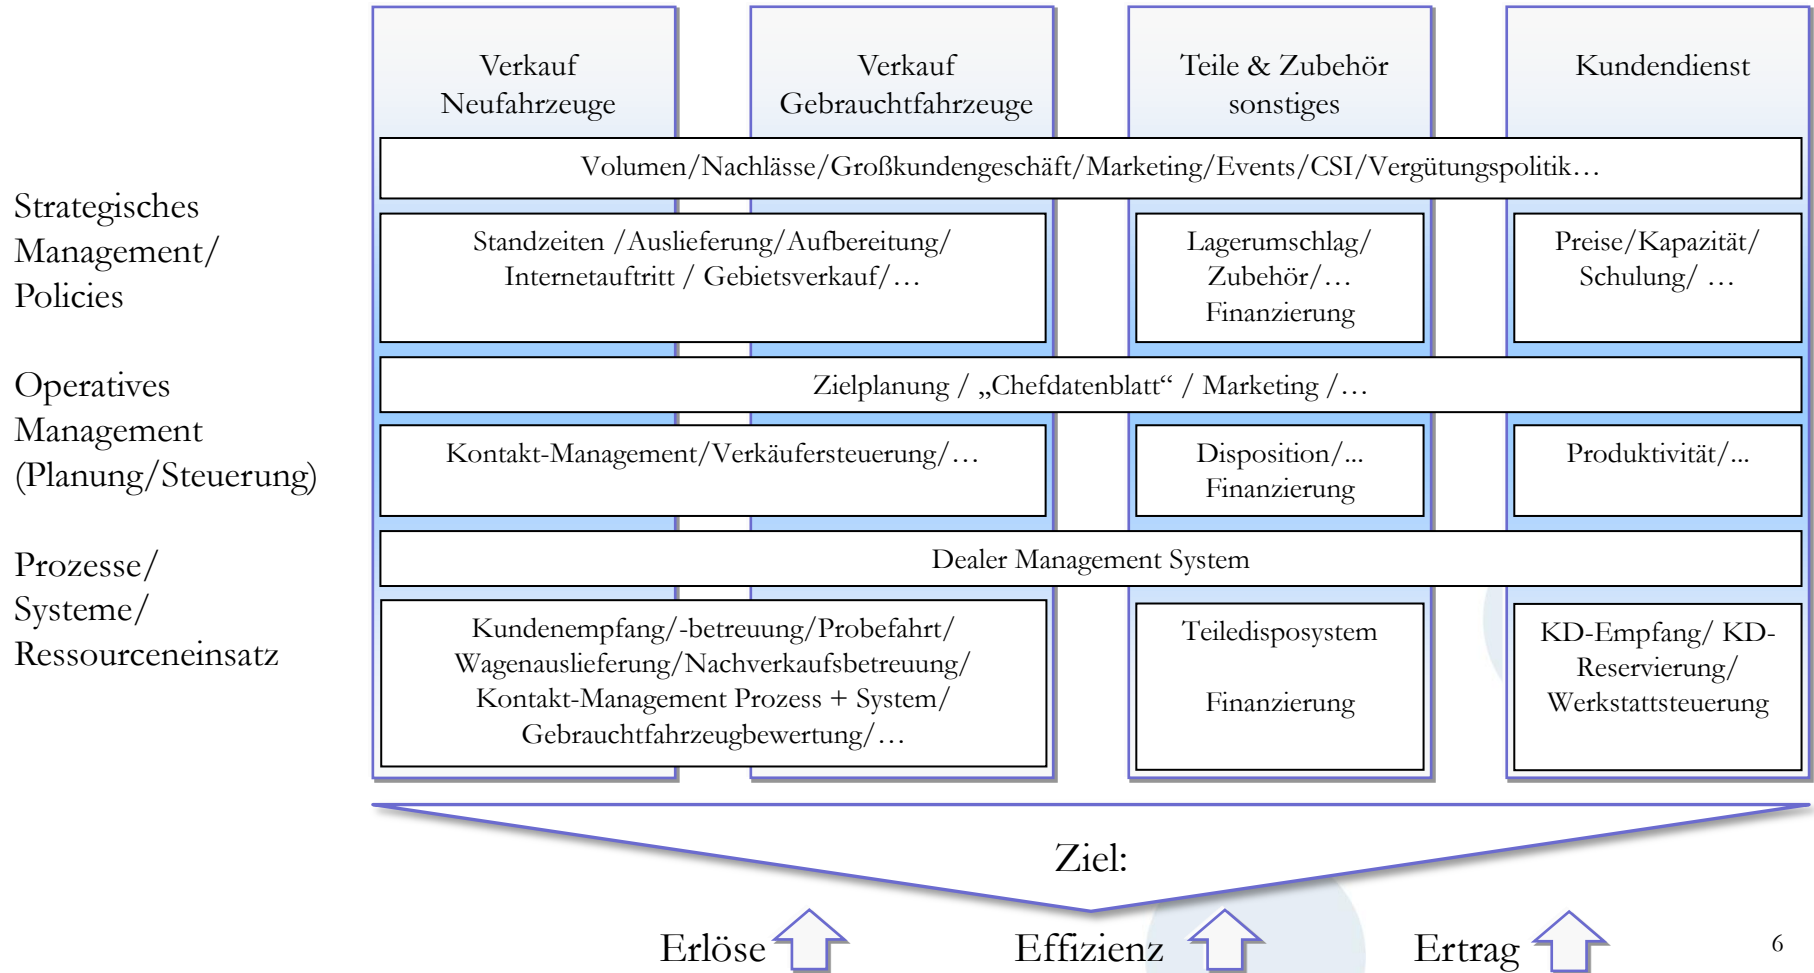 Verkauf
Neufahrzeuge
Verkauf
Gebrauchtfahrzeuge
Teile & Zubehör
sonstiges
Kundendienst
Strategisches
Management/
Policies
Volumen/Nachlässe/Großkundengeschäft/Marketing/Events/CSI/Vergütungspolitik…
Standzeiten /Auslieferung/Aufbereitung/
Internetauftritt / Gebietsverkauf/…
Lagerumschlag/
Zubehör/…
Finanzierung
Preise/Kapazität/
Schulung/ …
Operatives
Management
(Planung/Steuerung)
Zielplanung / „Chefdatenblatt“ / Marketing /…
Kontakt-Management/Verkäufersteuerung/…
Disposition/...
Finanzierung
Produktivität/...
Prozesse/
Systeme/
Ressourceneinsatz
Dealer Management System
Kundenempfang/-betreuung/Probefahrt/
Wagenauslieferung/Nachverkaufsbetreuung/
Kontakt-Management Prozess + System/
Gebrauchtfahrzeugbewertung/…
Teiledisposystem
Finanzierung
KD-Empfang/ KD-
Reservierung/
Werkstattsteuerung
Ziel:
Erlöse
Effizienz
Ertrag
6